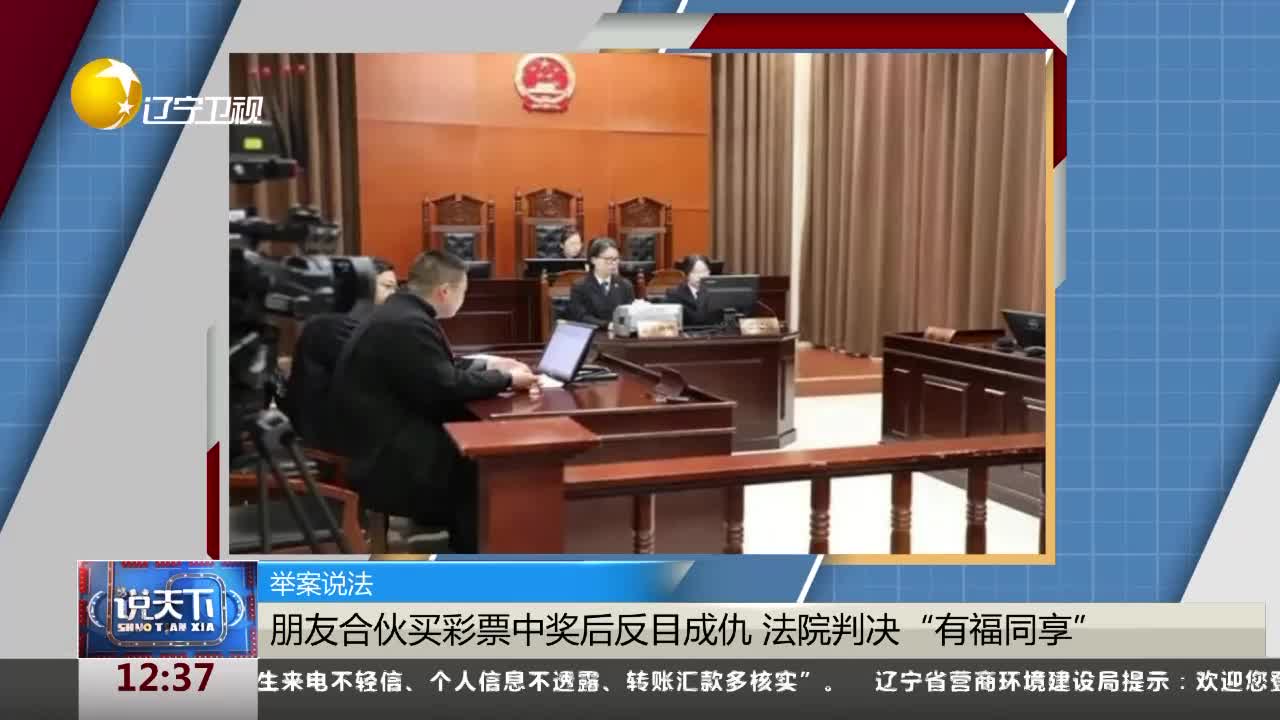 辽宁卫视
举案说法
说天下
SHUO TIAN XIA
朋友合伙买彩票中奖后反目成仇 法院判决“有福同享”
12:37
生来电不轻信、个人信息不透露、转账汇款多核实”。 辽宁省营商环境建设局提示：欢迎您登